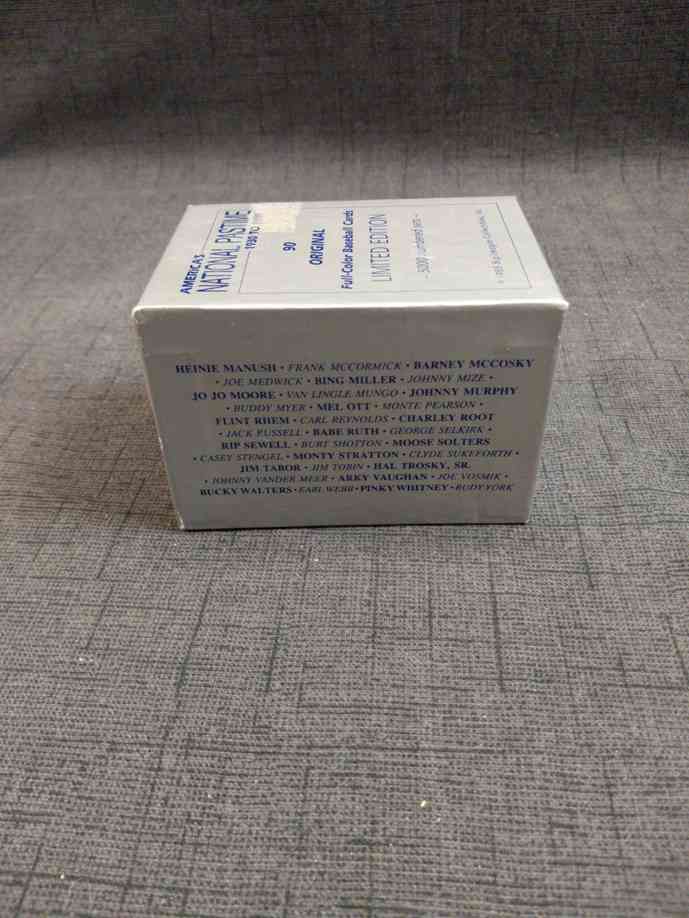 AMERICA'S
NATIONAL PASTIME
90
ORIGINAL
Full-Color Baseball Cards
LIMITED EDITION
HEINIE MANUSH • FRANK MCCORMICK • BARNEY MCCOSKY
• JOE MEDWICK • BING MILLER • JOHNNY MIZE •
JO JO MOORE • VAN LINGLE MUNGO • JOHNNY MURPHY
• BUDDY MYER • MEL OTT • MONTE PEARSON •
FLINT RHEM • CARL REYNOLDS • CHARLEY ROOT
• JACK RUSSELL • BABE RUTH • GEORGE SELKIRK •
RIP SEWELL • BURT SHOTTON • MOOSE SOLTERS
• CASEY STENGEL • MONTY STRATTON • CLYDE SUKEFORTH •
JIM TABOR • JIM TOBIN • HAL TROSKY, SR.
• JOHNNY VANDER MEER • ARKY VAUGHAN • JOE VOSMIK •
BUCKY WALTERS • EARL WEBB • PINKY WHITNEY • RUDY YORK